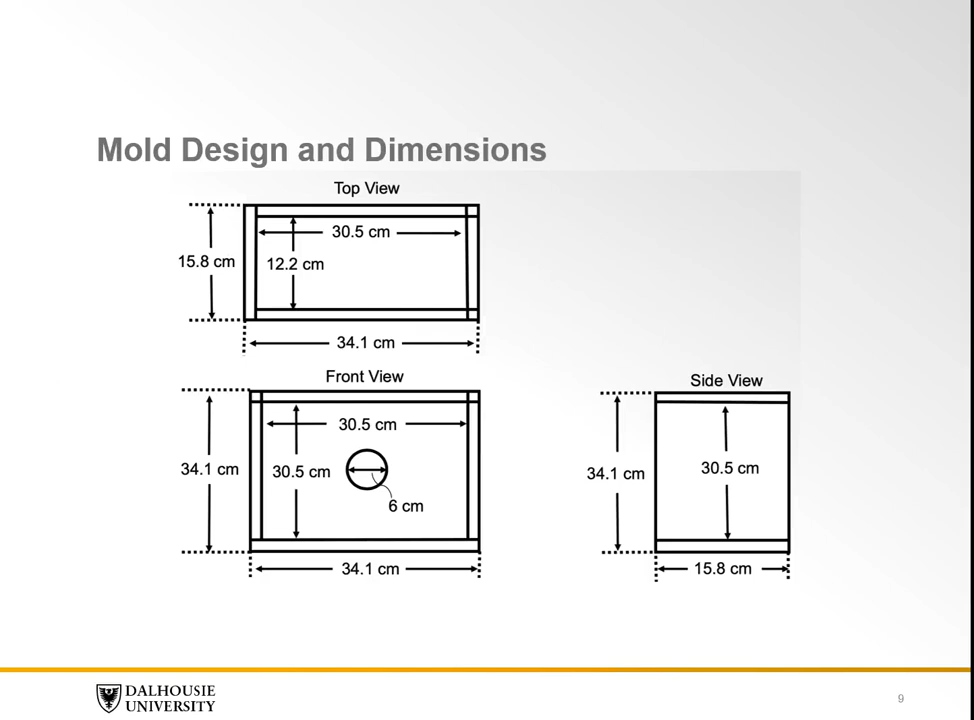 Mold Design and Dimensions
Top View
30.5 cm
15.8 cm
12.2 cm
34.1 cm
Front View
30.5 cm
34.1 cm
30.5 cm
6 cm
34.1 cm
Side View
34.1 cm
30.5 cm
15.8 cm
DALHOUSIE
UNIVERSITY
9